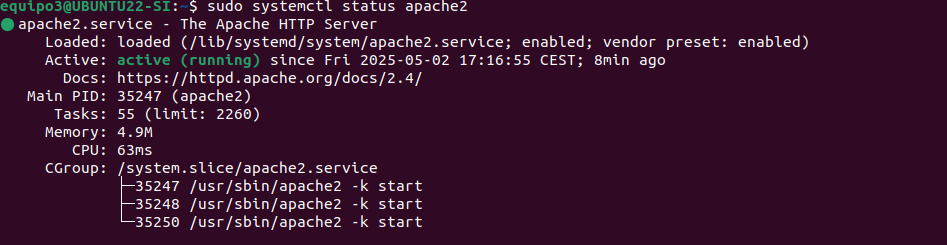 equipo3@UBUNTU22-SI:~$ sudo systemctl status apache2
● apache2.service - The Apache HTTP Server
     Loaded: loaded (/lib/systemd/system/apache2.service; enabled; vendor preset: enabled)
     Active: active (running) since Fri 2025-05-02 17:16:55 CEST; 8min ago
       Docs: https://httpd.apache.org/docs/2.4/
   Main PID: 35247 (apache2)
      Tasks: 55 (limit: 2260)
     Memory: 4.9M
        CPU: 63ms
     CGroup: /system.slice/apache2.service
             ├─35247 /usr/sbin/apache2 -k start
             ├─35248 /usr/sbin/apache2 -k start
             └─35250 /usr/sbin/apache2 -k start